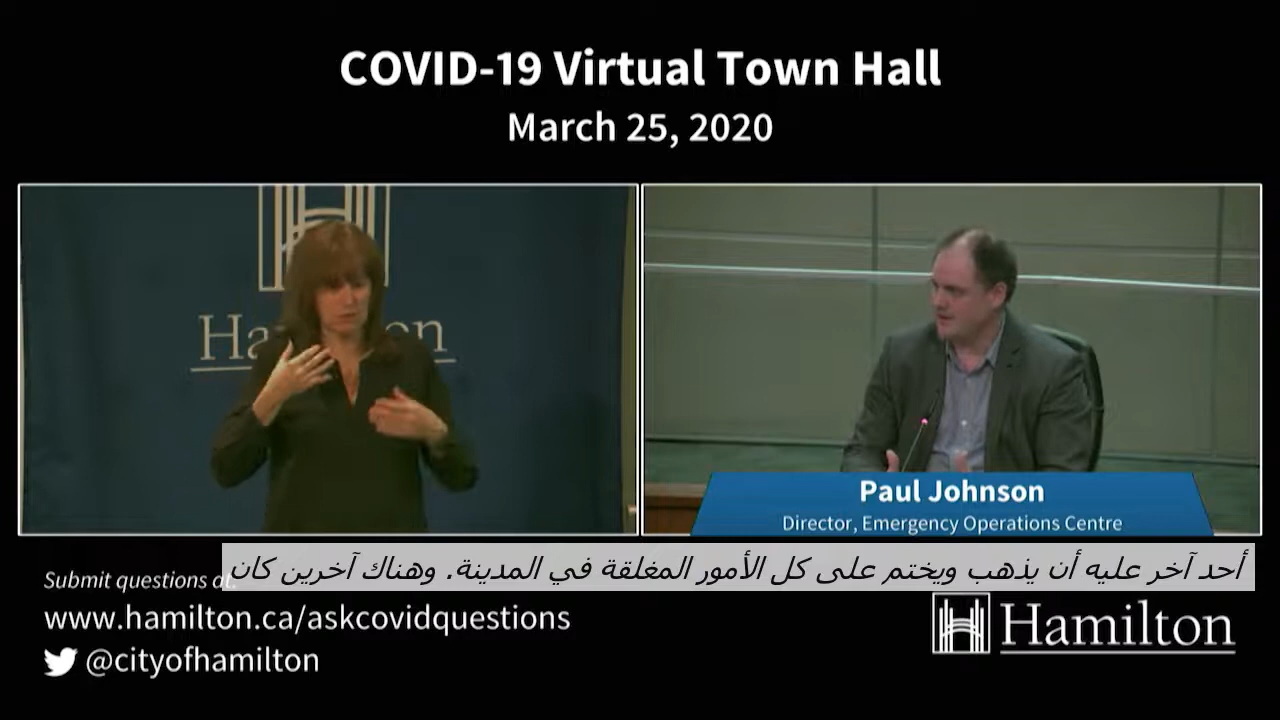 COVID-19 Virtual Town Hall
March 25, 2020
Ha on
Paul Johnson
Director, Emergency Operations Centre
أحد آخر عليه أن يذهب ويختم على كل الأمور المغلقة في المدينة. وهناك آخرين كان
Submit questions at:
www.hamilton.ca/askcovidquestions
@cityofhamilton
Hamilton